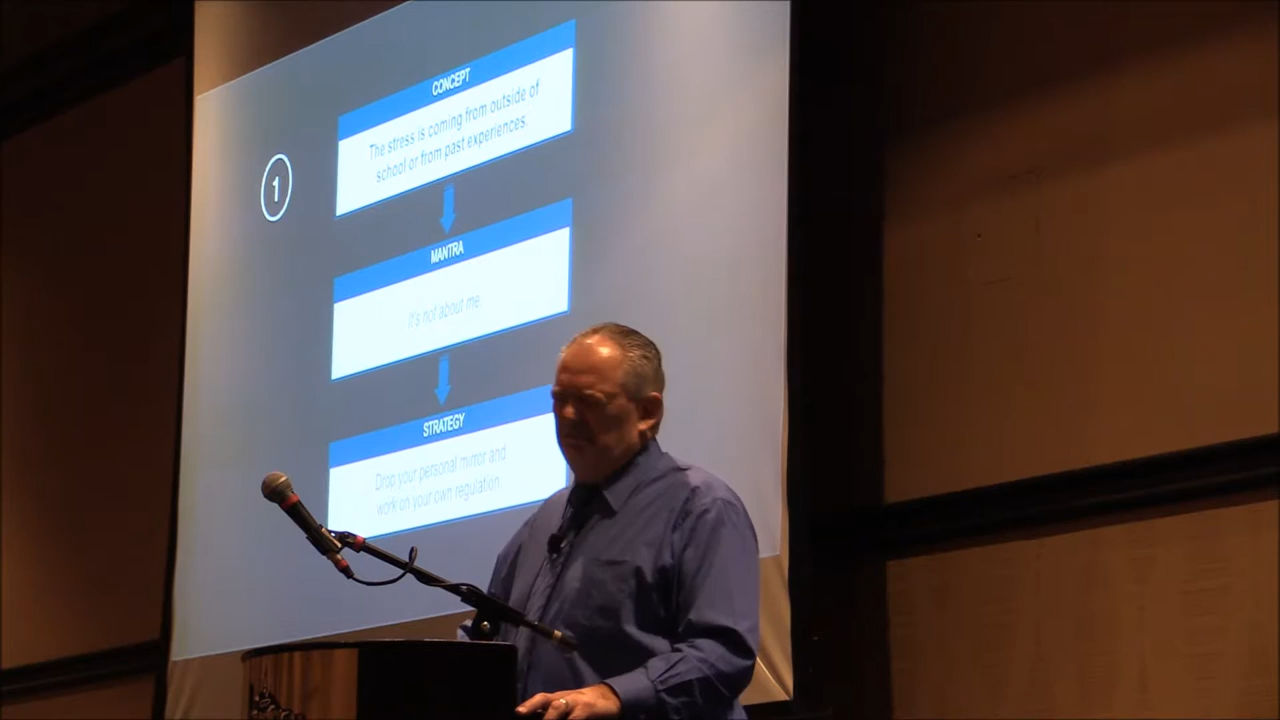 1
CONCEPT
The stress is coming from outside of
school or from past experiences.
MANTRA
It's not about me.
STRATEGY
Drop your personal mirror and
work on your own regulation